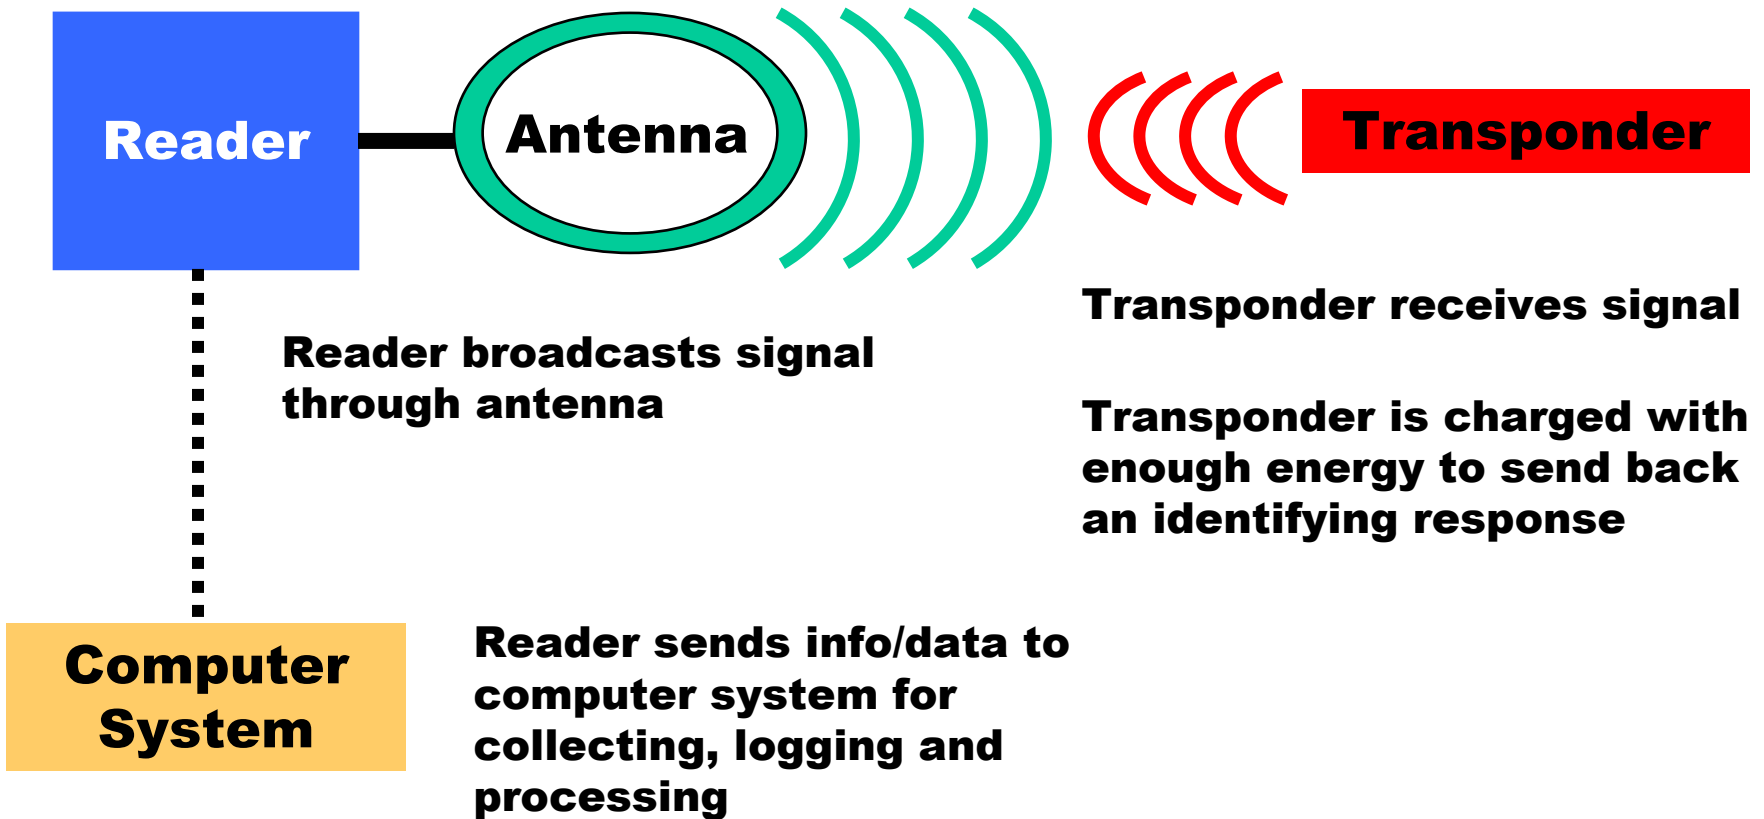 Reader
Antenna
Transponder
Transponder receives signal
Reader broadcasts signal
through antenna
Transponder is charged with
enough energy to send back
an identifying response
Computer
System
Reader sends info/data to
computer system for
collecting, logging and
processing